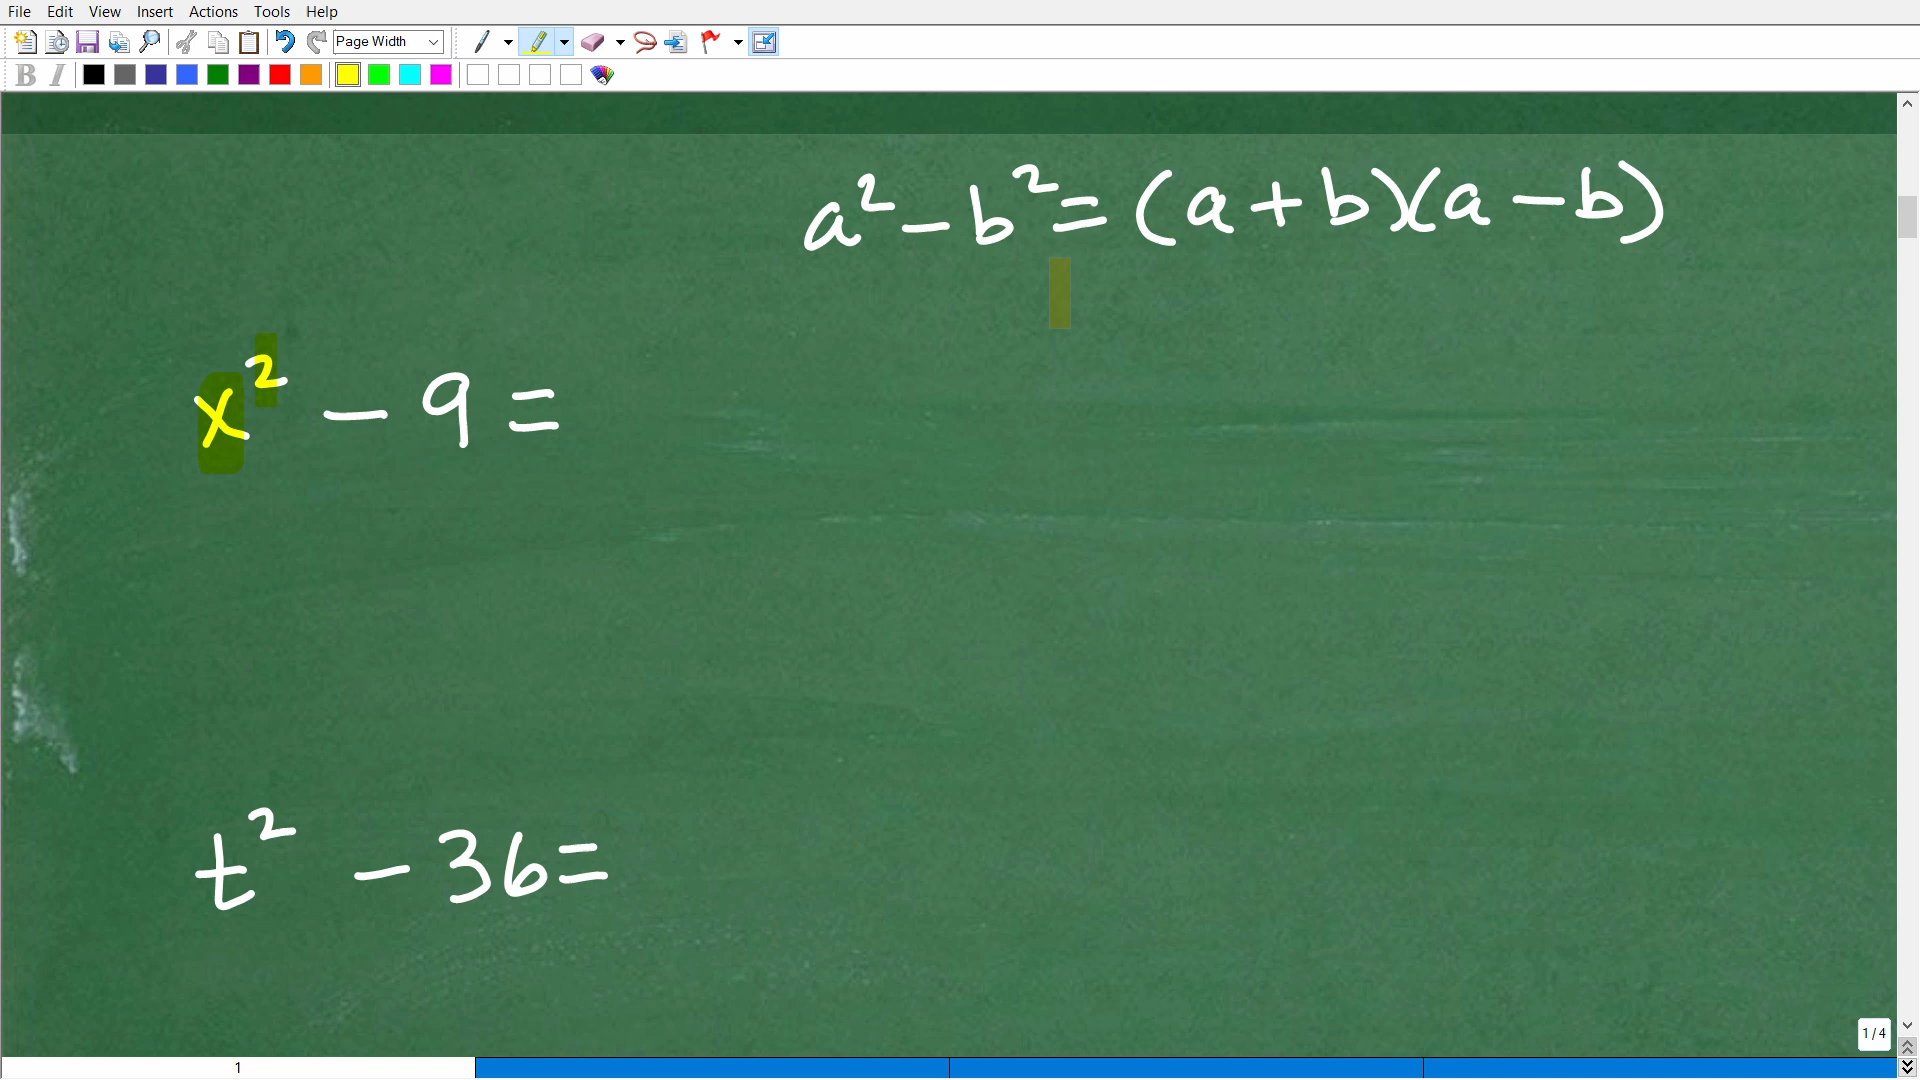 File Edit View Insert Actions Tools Help
Page Width
B I
a² - b² = (a + b)(a - b)
x² - 9 =
t² - 36 =
1 / 4
1